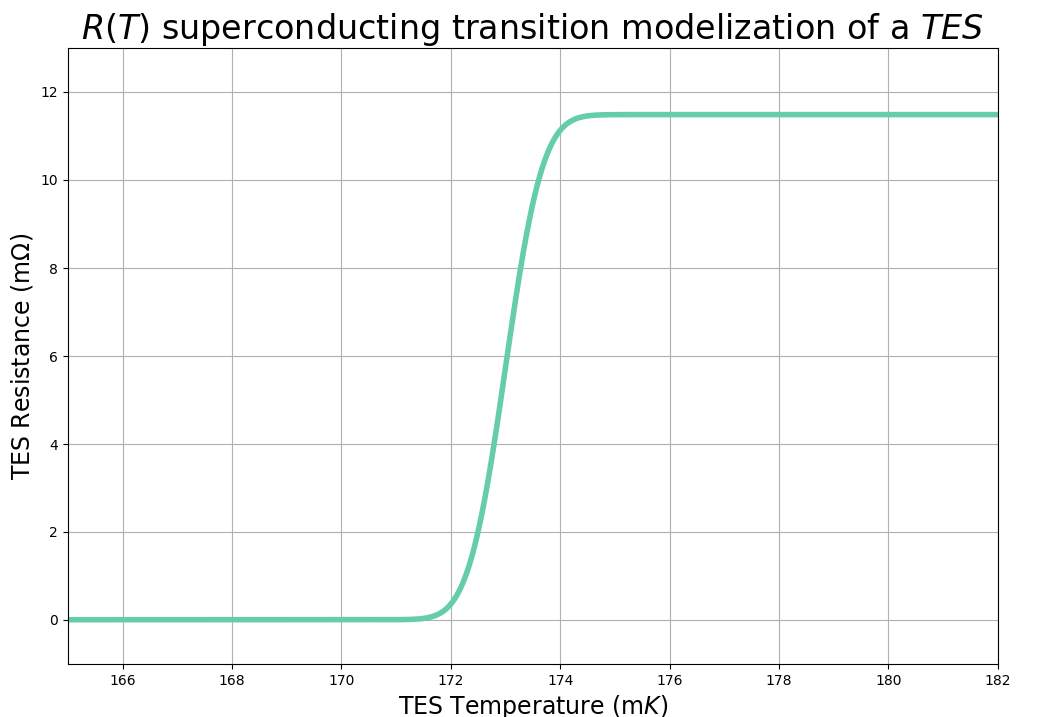 R(T) superconducting transition modelization of a TES
12
10
8
6
4
2
0
TES Resistance (mΩ)
166 168 170 172 174 176 178 180 182
TES Temperature (mK)